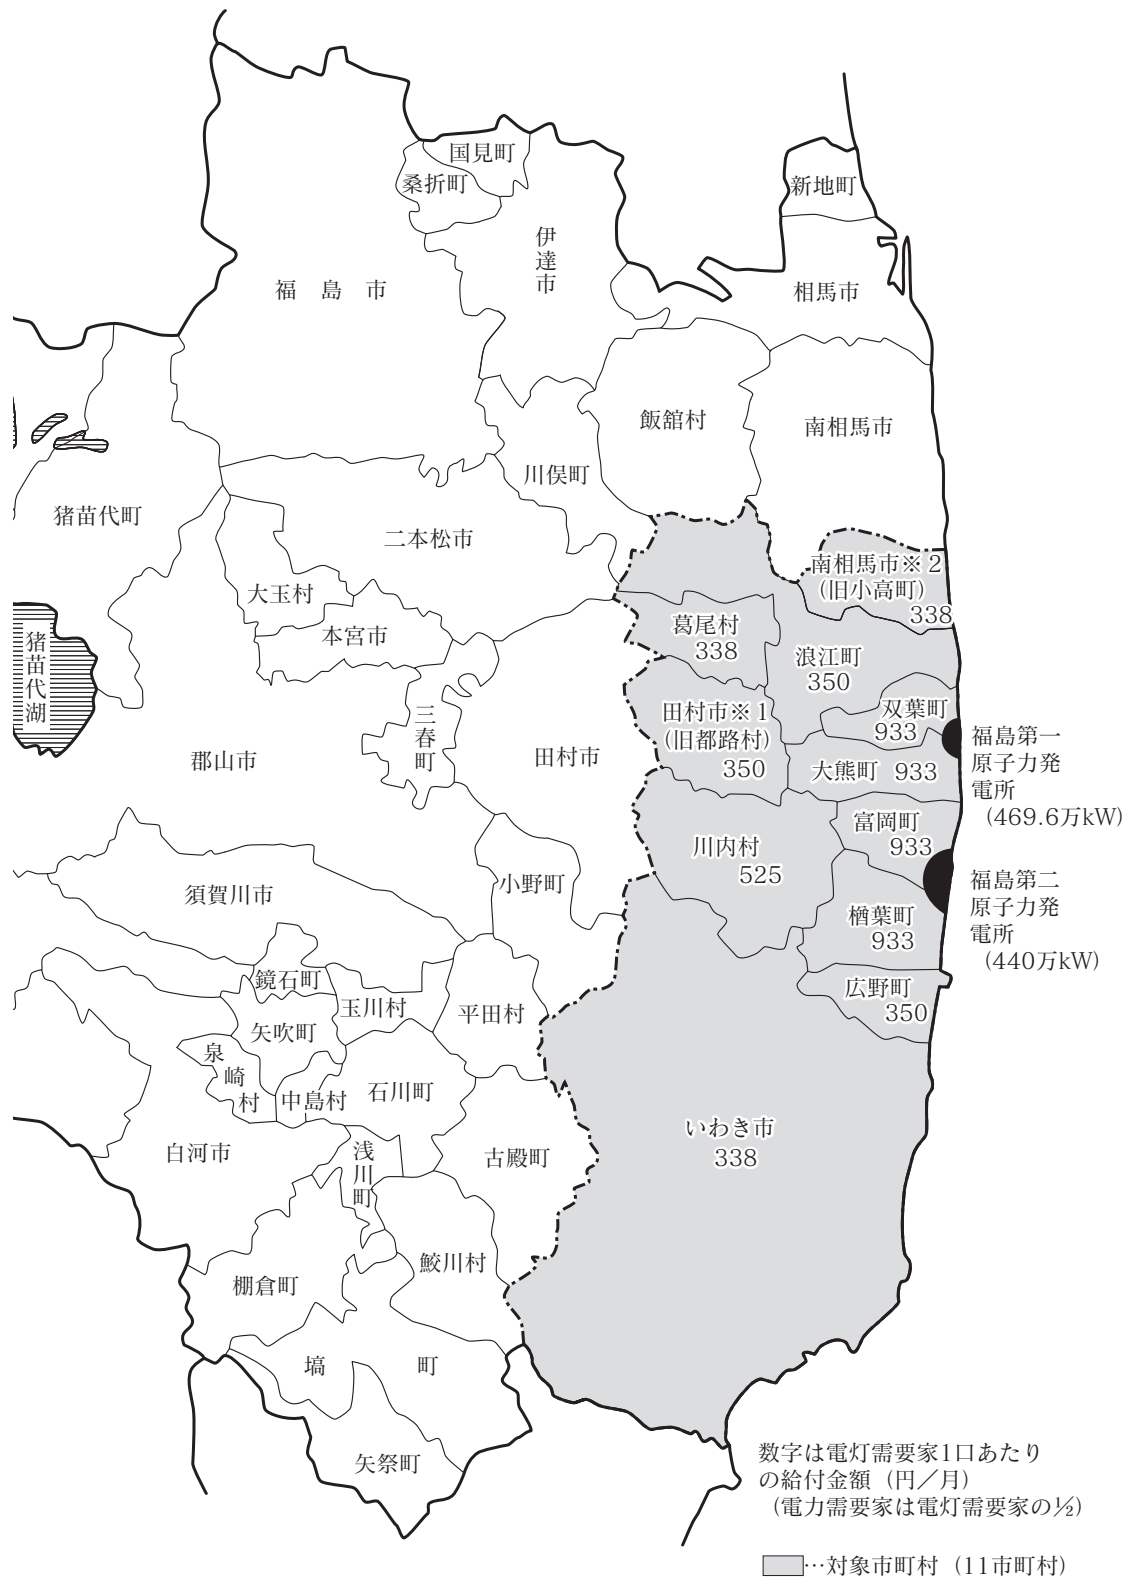 国見町
桑折町
新地町
伊達市
福島市
相馬市
飯舘村
南相馬市
川俣町
猪苗代町
二本松市
南相馬市※2
(旧小高町)
338
大玉村
葛尾村
338
本宮市
猪苗代湖
浪江町
350
双葉町
933
田村市※1
(旧都路村)
350
三春町
郡山市
田村市
大熊町 933
福島第一
原子力発
電所
(469.6万kW)
富岡町
933
川内村
525
小野町
須賀川市
福島第二
原子力発
電所
(440万kW)
楢葉町
933
鏡石町
玉川村
平田村
広野町
350
矢吹町
泉崎村
中島村
石川町
いわき市
338
白河市
浅川町
古殿町
鮫川村
棚倉町
塙町
矢祭町
数字は電灯需要家1口あたり
の給付金額（円／月）
（電力需要家は電灯需要家の½）
…対象市町村（11市町村）